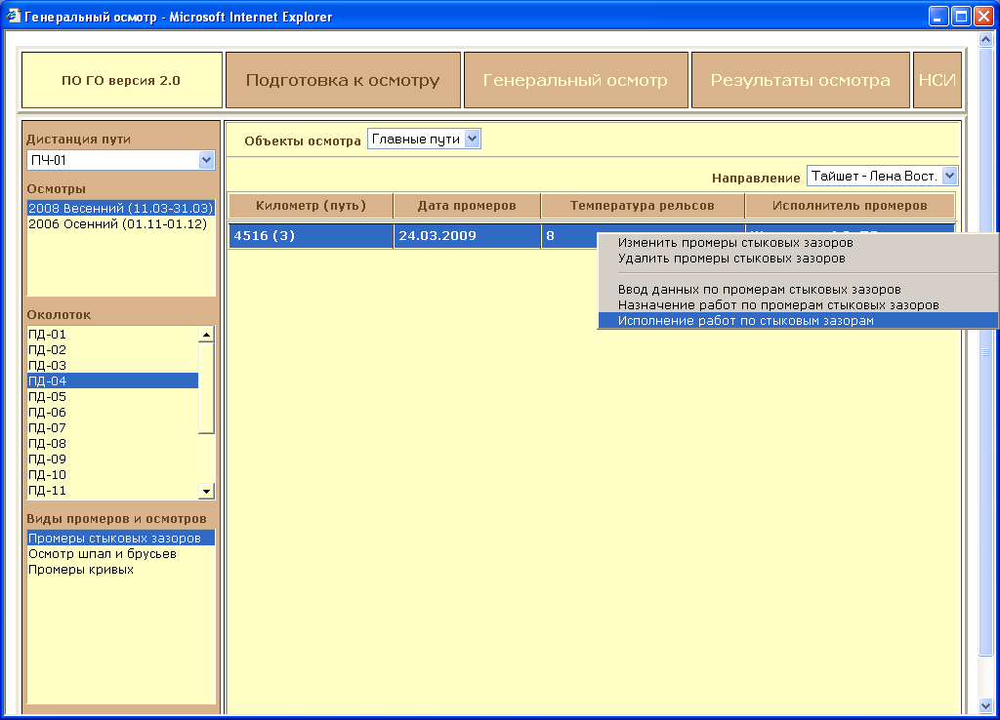 Генеральный осмотр - Microsoft Internet Explorer
ПО ГО версия 2.0
Подготовка к осмотру
Генеральный осмотр
Результаты осмотра
НСИ
Дистанция пути
ПЧ-01
Осмотры
2008 Весенний (11.03-31.03)
2006 Осенний (01.11-01.12)
Околоток
ПД-01
ПД-02
ПД-03
ПД-04
ПД-05
ПД-06
ПД-07
ПД-08
ПД-09
ПД-10
ПД-11
Виды промеров и осмотров
Промеры стыковых зазоров
Осмотр шпал и брусьев
Промеры кривых
Объекты осмотра
Главные пути
Направление
Тайшет - Лена Вост.
Километр (путь)
Дата промеров
Температура рельсов
Исполнитель промеров
4516 (3)
24.03.2009
8
Изменить промеры стыковых зазоров
Удалить промеры стыковых зазоров
Ввод данных по промерам стыковых зазоров
Назначение работ по промерам стыковых зазоров
Исполнение работ по стыковым зазорам